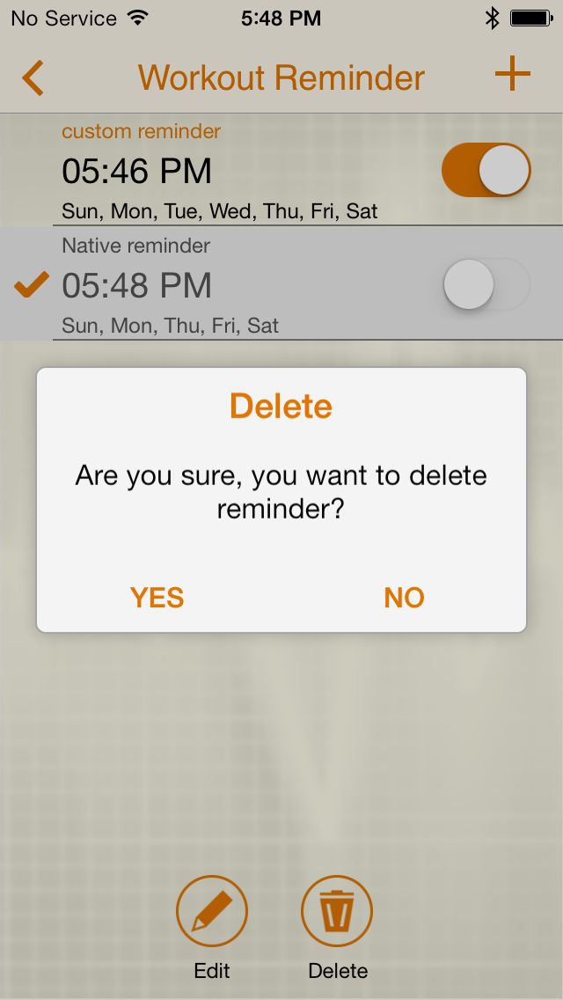 No Service 5:48 PM
Workout Reminder
custom reminder
05:46 PM
Sun, Mon, Tue, Wed, Thu, Fri, Sat
Native reminder
05:48 PM
Sun, Mon, Thu, Fri, Sat
Delete
Are you sure, you want to delete
reminder?
YES NO
Edit Delete